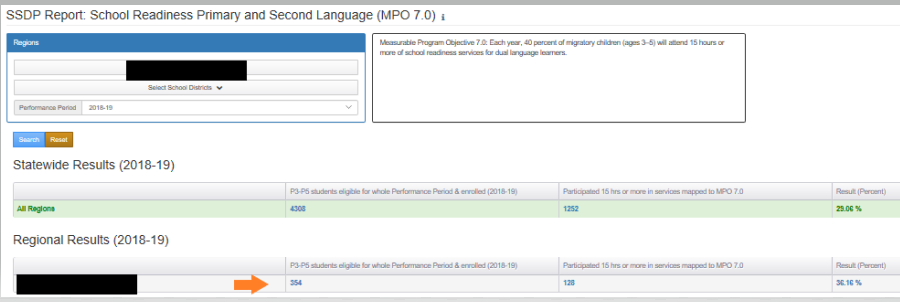 SSDP Report: School Readiness Primary and Second Language (MPO 7.0) i
Regions
Select School Districts
Performance Period 2018-19
Measurable Program Objective 7.0: Each year, 40 percent of migratory children (ages 3–5) will attend 15 hours or
more of school readiness services for dual language learners.
Search Reset
Statewide Results (2018-19)
P3-P5 students eligible for whole Performance Period & enrolled (2018-19) Participated 15 hrs or more in services mapped to MPO 7.0 Result (Percent)
All Regions 4308 1252 29.06 %
Regional Results (2018-19)
P3-P5 students eligible for whole Performance Period & enrolled (2018-19) Participated 15 hrs or more in services mapped to MPO 7.0 Result (Percent)
354 128 36.16 %